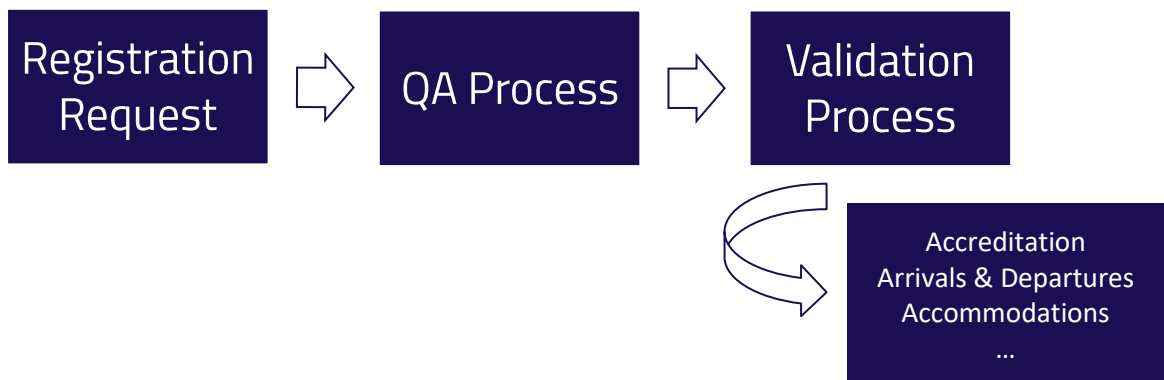 Registration
Request
QA Process
Validation
Process
Accreditation
Arrivals & Departures
Accommodations
...